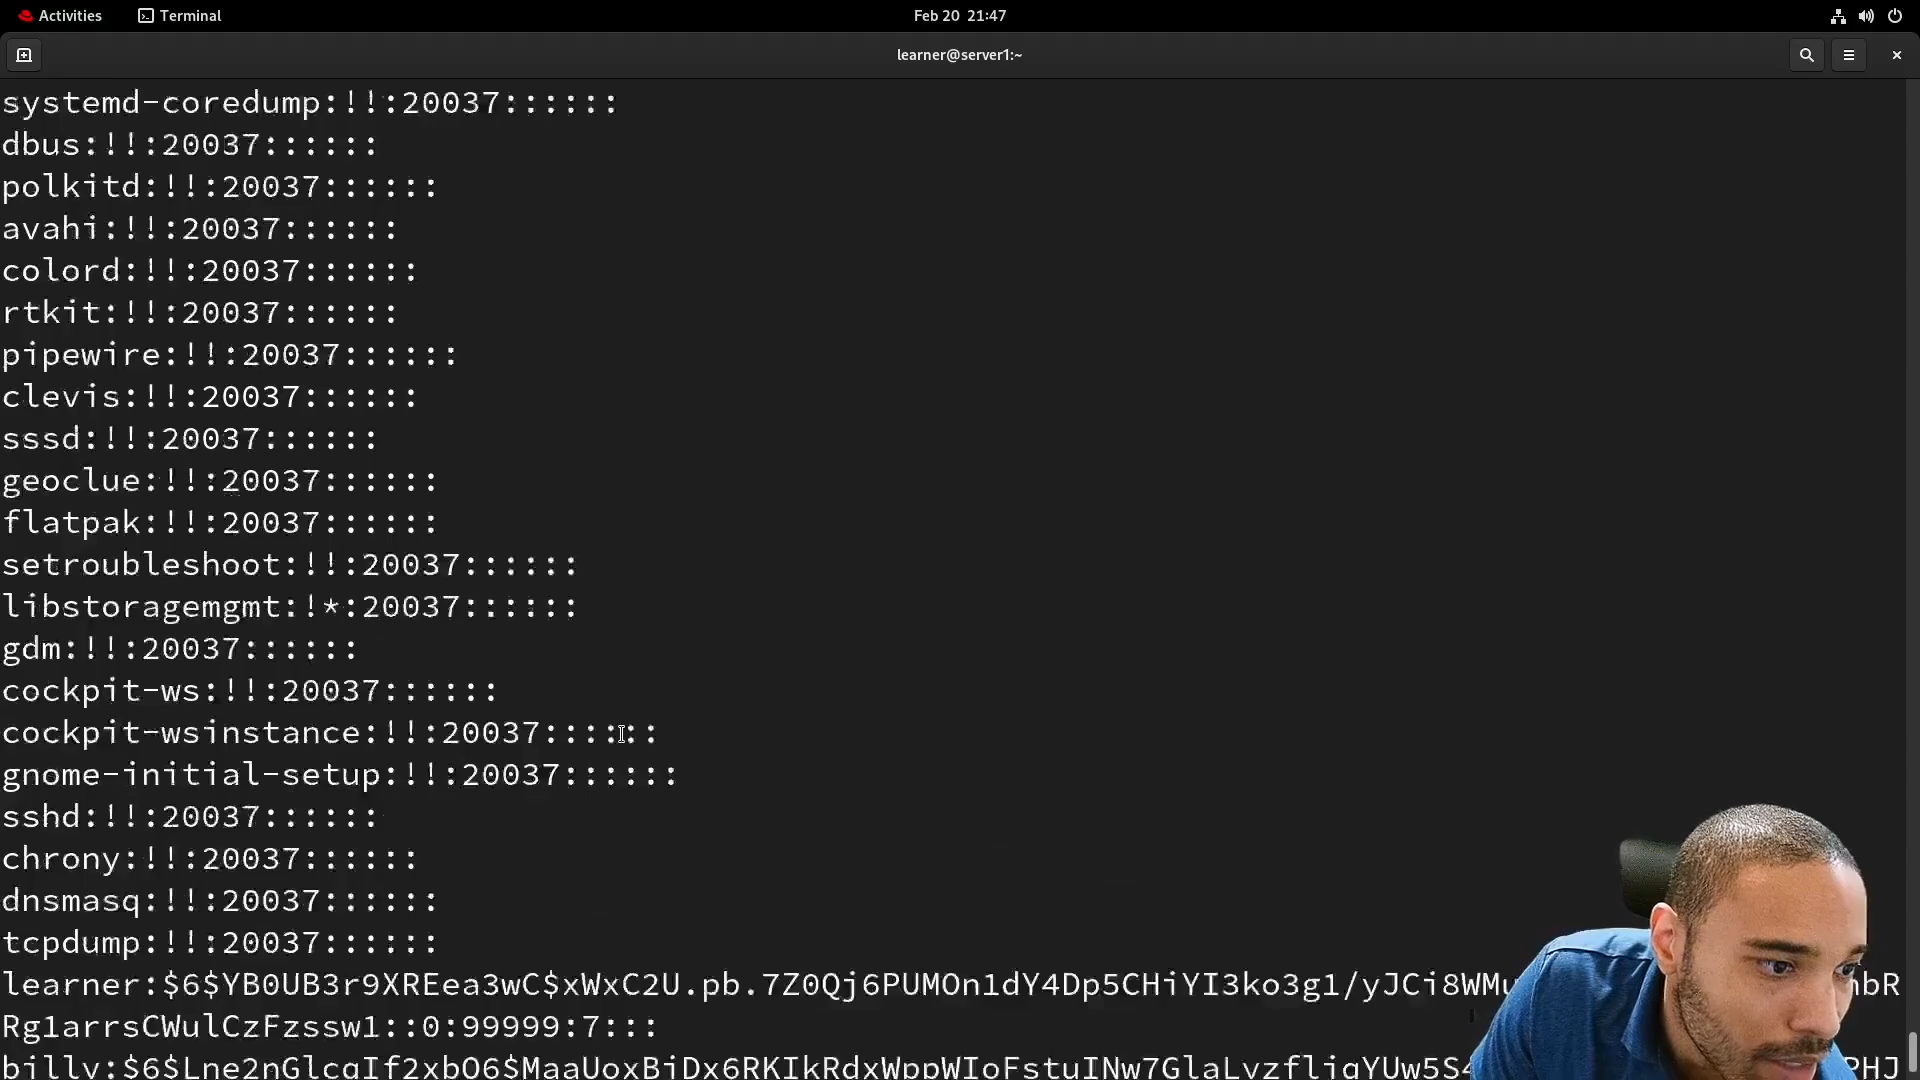 Activities Terminal Feb 20 21:47
learner@server1:~
systemd-coredump:!!:20037::::::
dbus:!!:20037::::::
polkitd:!!:20037::::::
avahi:!!:20037::::::
colord:!!:20037::::::
rtkit:!!:20037::::::
pipewire:!!:20037::::::
clevis:!!:20037::::::
sssd:!!:20037::::::
geoclue:!!:20037::::::
flatpak:!!:20037::::::
setroubleshoot:!!:20037::::::
libstoragemgmt:!*:20037::::::
gdm:!!:20037::::::
cockpit-ws:!!:20037::::::
cockpit-wsinstance:!!:20037::::::
gnome-initial-setup:!!:20037::::::
sshd:!!:20037::::::
chrony:!!:20037::::::
dnsmasq:!!:20037::::::
tcpdump:!!:20037::::::
learner:$6$YB0UB3r9XREea3wC$xWxC2U.pb.7Z0Qj6PUMOn1dY4Dp5CHiYI3ko3g1/yJCi8WMu
Rg1arrsCWulCzFzssw1::0:99999:7:::